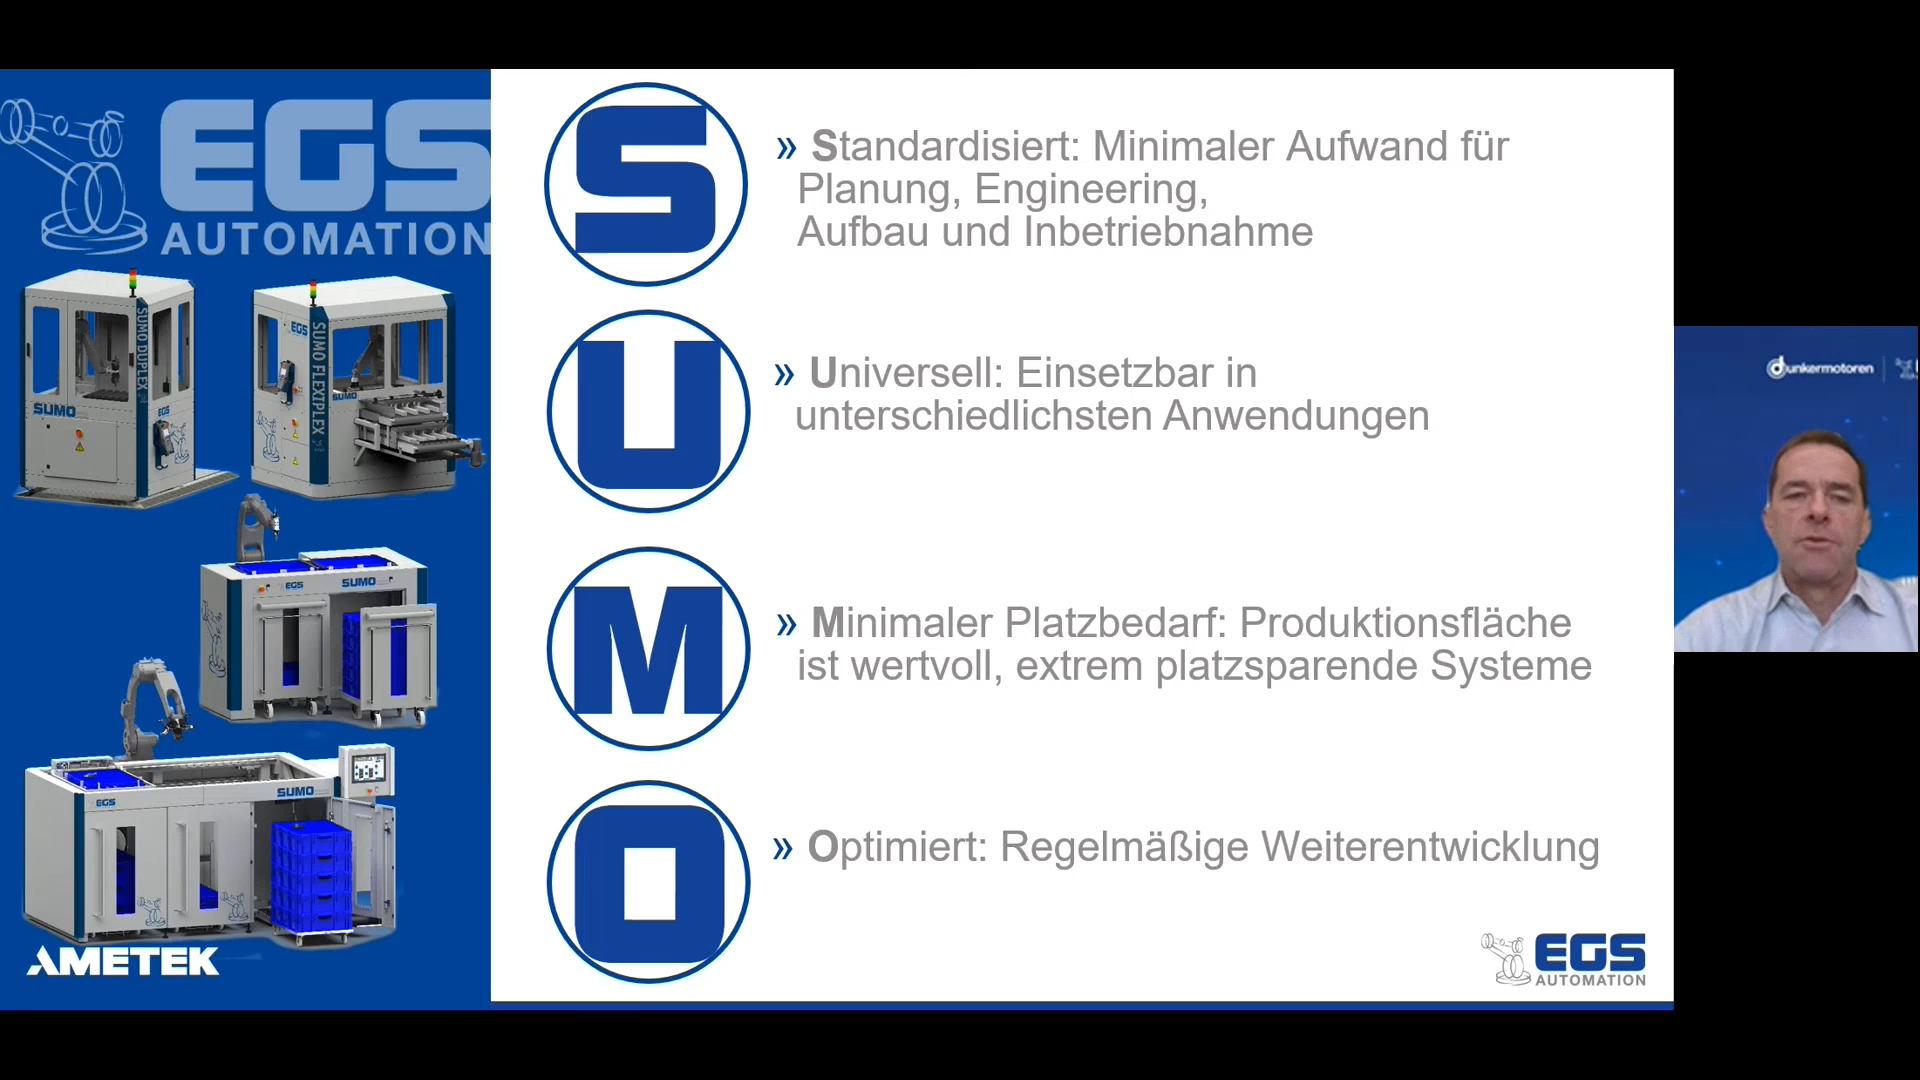 EGS
AUTOMATION
SUMO DUPLEX
SUMO
EGS
EGS
SUMO FLEXIPLEX
SUMO
EGS
SUMO
EGS
SUMO
AMETEK
S
» Standardisiert: Minimaler Aufwand für
Planung, Engineering,
Aufbau und Inbetriebnahme
U
» Universell: Einsetzbar in
unterschiedlichsten Anwendungen
M
» Minimaler Platzbedarf: Produktionsfläche
ist wertvoll, extrem platzsparende Systeme
O
» Optimiert: Regelmäßige Weiterentwicklung
EGS
AUTOMATION
dunkermotoren